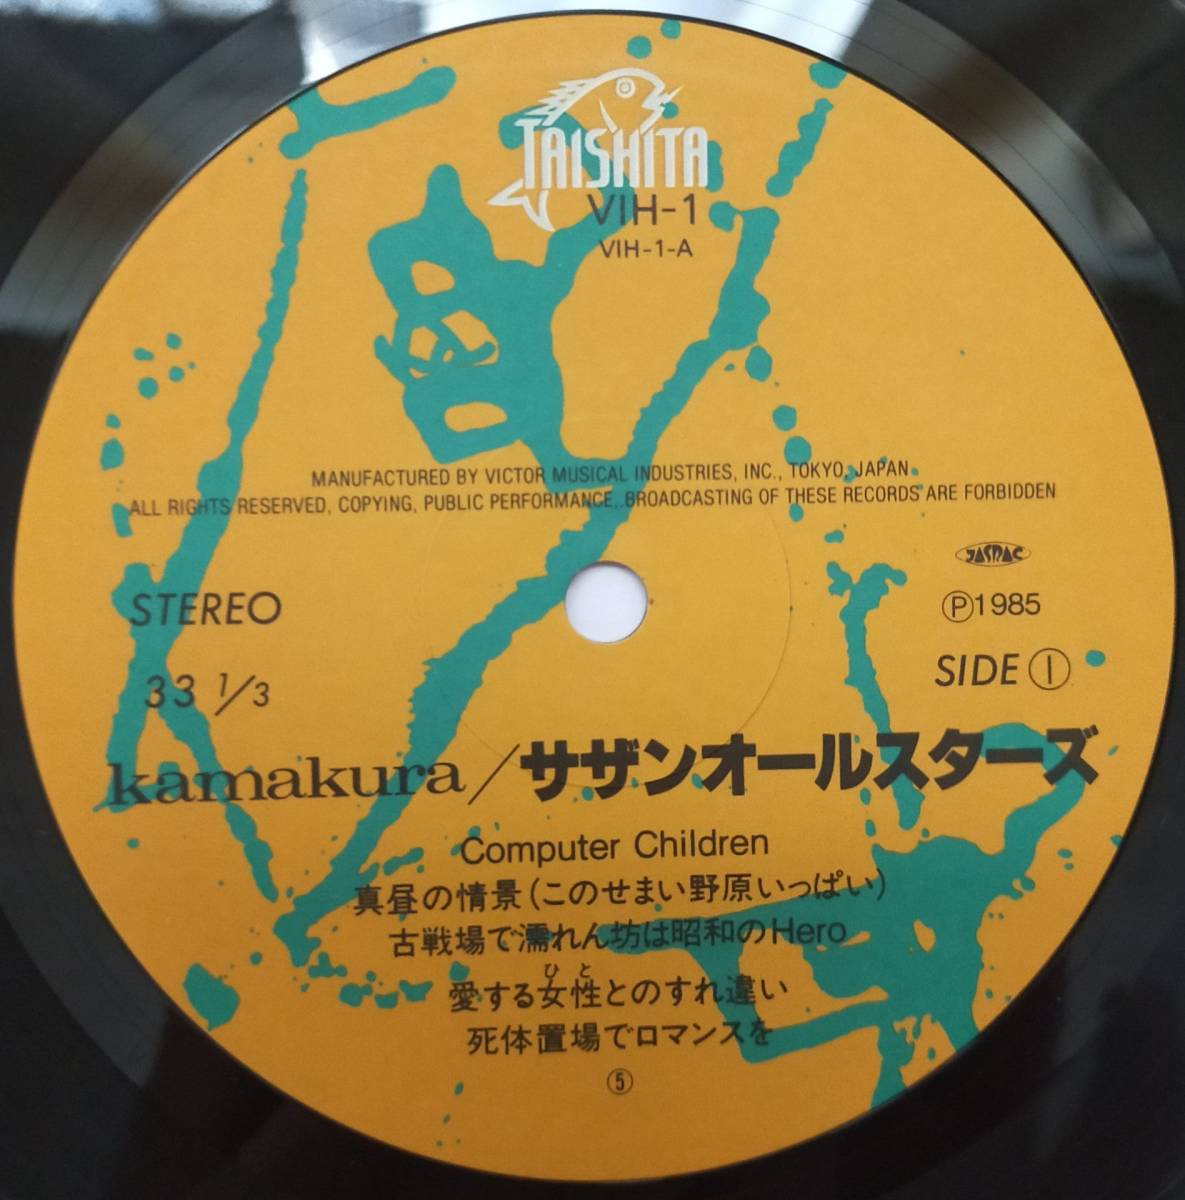 TAISHITA
VIH-1
VIH-1-A
MANUFACTURED BY VICTOR MUSICAL INDUSTRIES, INC., TOKYO, JAPAN.
ALL RIGHTS RESERVED, COPYING, PUBLIC PERFORMANCE, BROADCASTING OF THESE RECORDS ARE FORBIDDEN
JASRAC
STEREO
Ⓟ1985
33 1/3
SIDE ①
kamakura/サザンオールスターズ
Computer Children
真昼の情景(このせまい野原いっぱい)
古戦場で濡れん坊は昭和のHero
ひと
愛する女性とのすれ違い
死体置場でロマンスを
⑤